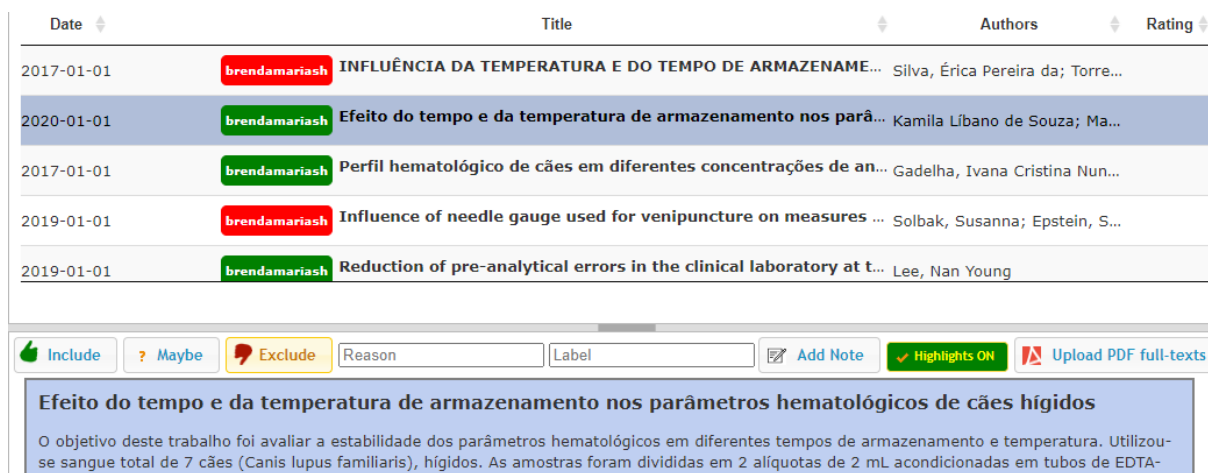 Date Title Authors Rating
2017-01-01 brendamariash INFLUÊNCIA DA TEMPERATURA E DO TEMPO DE ARMAZENAME... Silva, Érica Pereira da; Torre...
2020-01-01 brendamariash Efeito do tempo e da temperatura de armazenamento nos parâ... Kamila Líbano de Souza; Ma...
2017-01-01 brendamariash Perfil hematológico de cães em diferentes concentrações de an... Gadelha, Ivana Cristina Nun...
2019-01-01 brendamariash Influence of needle gauge used for venipuncture on measures ... Solbak, Susanna; Epstein, S...
2019-01-01 brendamariash Reduction of pre-analytical errors in the clinical laboratory at t... Lee, Nan Young
Include ? Maybe Exclude Reason Label Add Note Highlights ON Upload PDF full-texts
Efeito do tempo e da temperatura de armazenamento nos parâmetros hematológicos de cães hígidos
O objetivo deste trabalho foi avaliar a estabilidade dos parâmetros hematológicos em diferentes tempos de armazenamento e temperatura. Utilizou-
se sangue total de 7 cães (Canis lupus familiaris), hígidos. As amostras foram divididas em 2 alíquotas de 2 mL acondicionadas em tubos de EDTA-